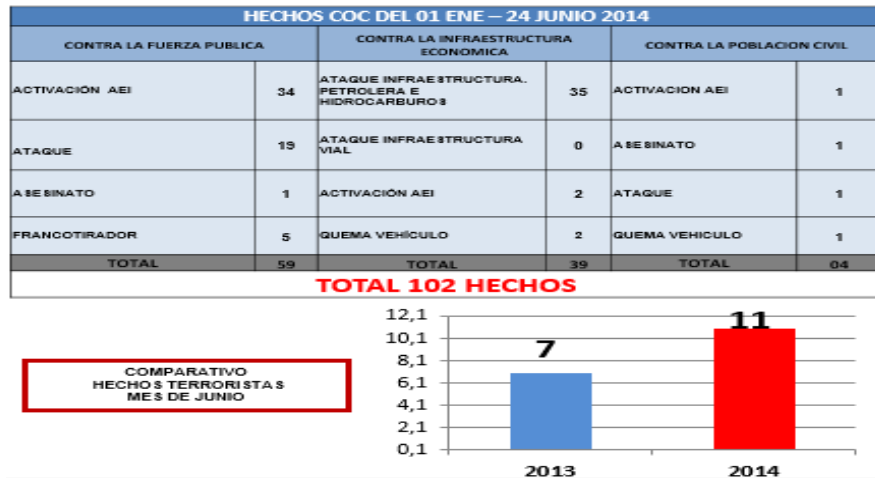 HECHOS COC DEL 01 ENE – 24 JUNIO 2014
CONTRA LA FUERZA PUBLICA
CONTRA LA INFRAESTRUCTURA
ECONOMICA
CONTRA LA POBLACION CIVIL
ACTIVACIÓN AEI 34
ATAQUE INFRAESTRUCTURA.
PETROLERA E
HIDROCARBUROS
35
ACTIVACION AEI 1
ATAQUE 19
ATAQUE INFRAESTRUCTURA
VIAL
0
ASESINATO 1
ASESINATO 1
ACTIVACIÓN AEI 2
ATAQUE 1
FRANCOTIRADOR 5
QUEMA VEHÍCULO 2
QUEMA VEHICULO 1
TOTAL 59 TOTAL 39 TOTAL 04
TOTAL 102 HECHOS
COMPARATIVO
HECHOS TERRORISTAS
MES DE JUNIO
12,1
10,1
8,1
6,1
4,1
2,1
0,1
7
11
2013 2014